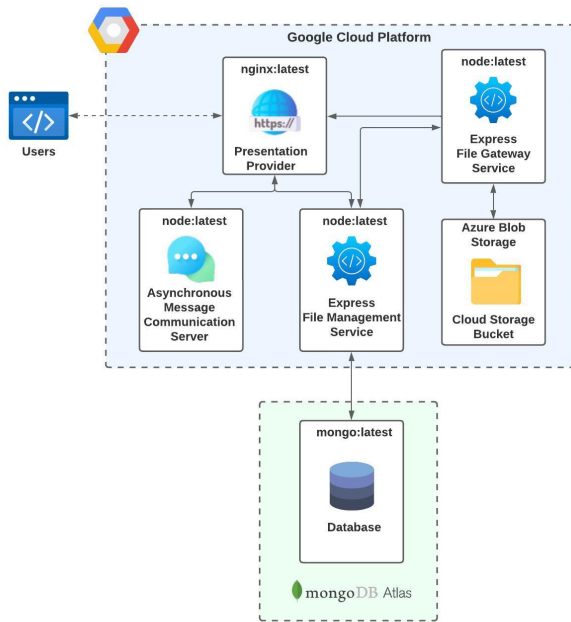 Google Cloud Platform
nginx:latest
https://
Presentation
Provider
node:latest
Express
File Gateway
Service
Users
node:latest
Asynchronous
Message
Communication
Server
node:latest
Express
File Management
Service
Azure Blob
Storage
Cloud Storage
Bucket
mongo:latest
Database
mongoDB Atlas